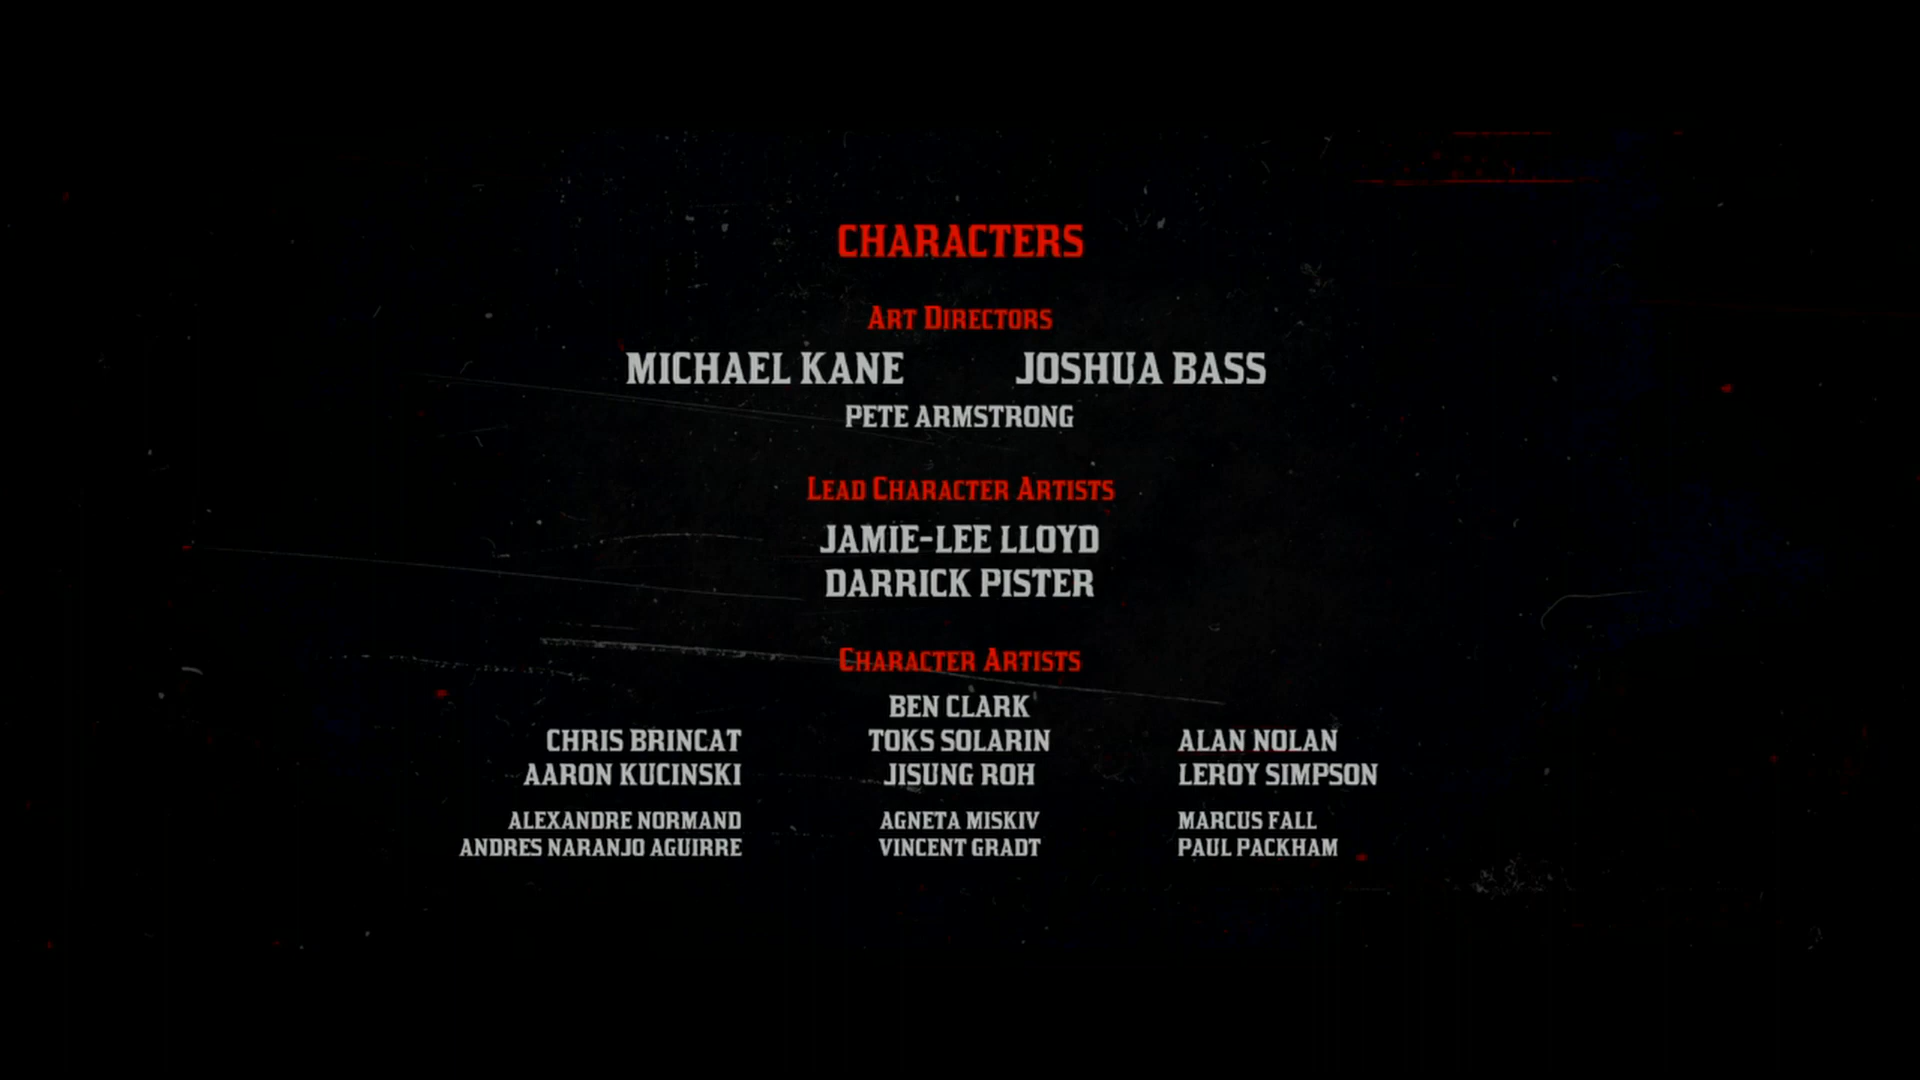 CHARACTERS
ART DIRECTORS
MICHAEL KANE JOSHUA BASS
PETE ARMSTRONG
LEAD CHARACTER ARTISTS
JAMIE-LEE LLOYD
DARRICK PISTER
CHARACTER ARTISTS
BEN CLARK
CHRIS BRINCAT TOKS SOLARIN ALAN NOLAN
AARON KUCINSKI JISUNG ROH LEROY SIMPSON
ALEXANDRE NORMAND AGNETA MISKIV MARCUS FALL
ANDRES NARANJO AGUIRRE VINCENT GRADT PAUL PACKHAM